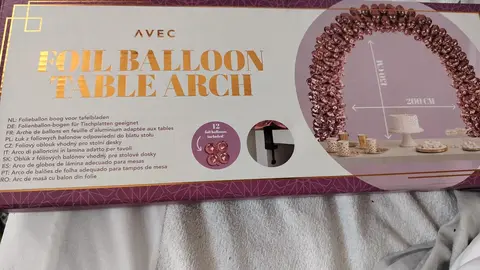 AVEC
FOIL BALLOON
TABLE ARCH
NL: Folieballon boog voor tafelbladen
DE: Folienballon-bogen für Tischplatten geeignet
FR: Arche de ballons en feuille d'aluminium adaptée aux tables
PL: Łuk z foliowych balonów odpowiedni do blatu stołu
CZ: Foliový oblouk vhodný pro stolní desky
IT: Arco di palloncini in lamina adatto per tavoli
SK: Oblúk z fóliových balónov vhodný pre stolové dosky
ES: Arco de globos de lámina adecuado para mesas
PT: Arco de balões de folha adequado para tampos de mesa
RO: Arc de masă cu balon din folie
12
foil balloons
included
200 CM